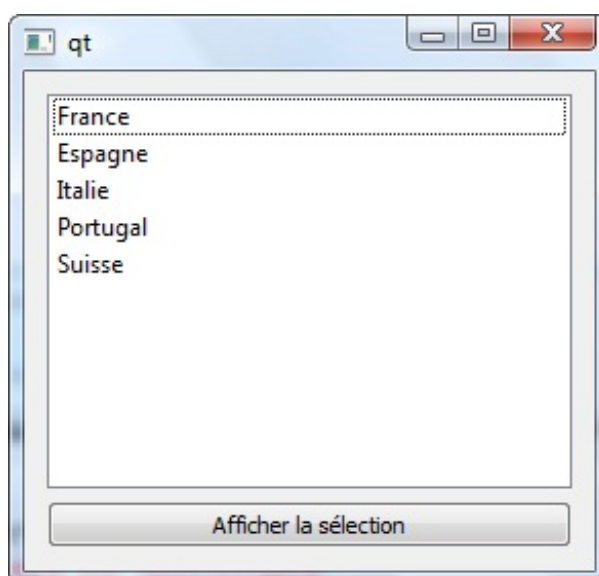 qt
France
Espagne
Italie
Portugal
Suisse
Afficher la sélection